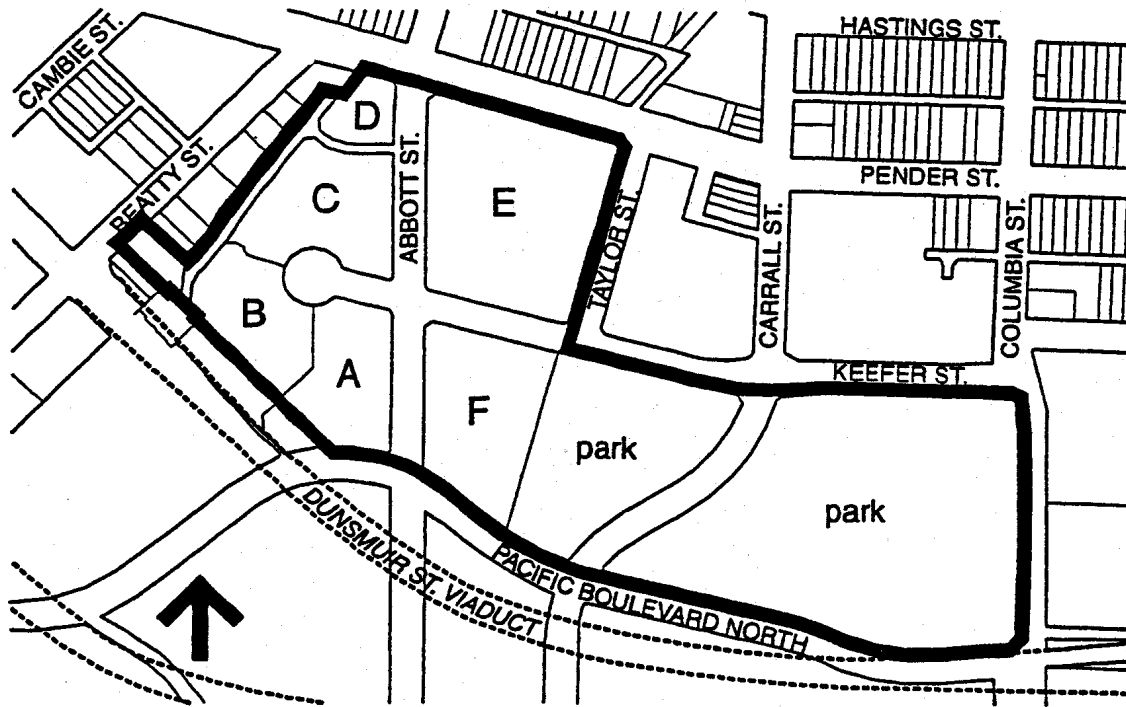 HASTINGS ST.
CAMBIE ST.
D
BEATTY ST.
ABBOTT ST.
PENDER ST.
C
E
TAYLOR ST.
CARRALL ST.
COLUMBIA ST.
B
A
KEEFER ST.
F
park
park
DUNSMUIR ST. VIADUCT
PACIFIC BOULEVARD NORTH